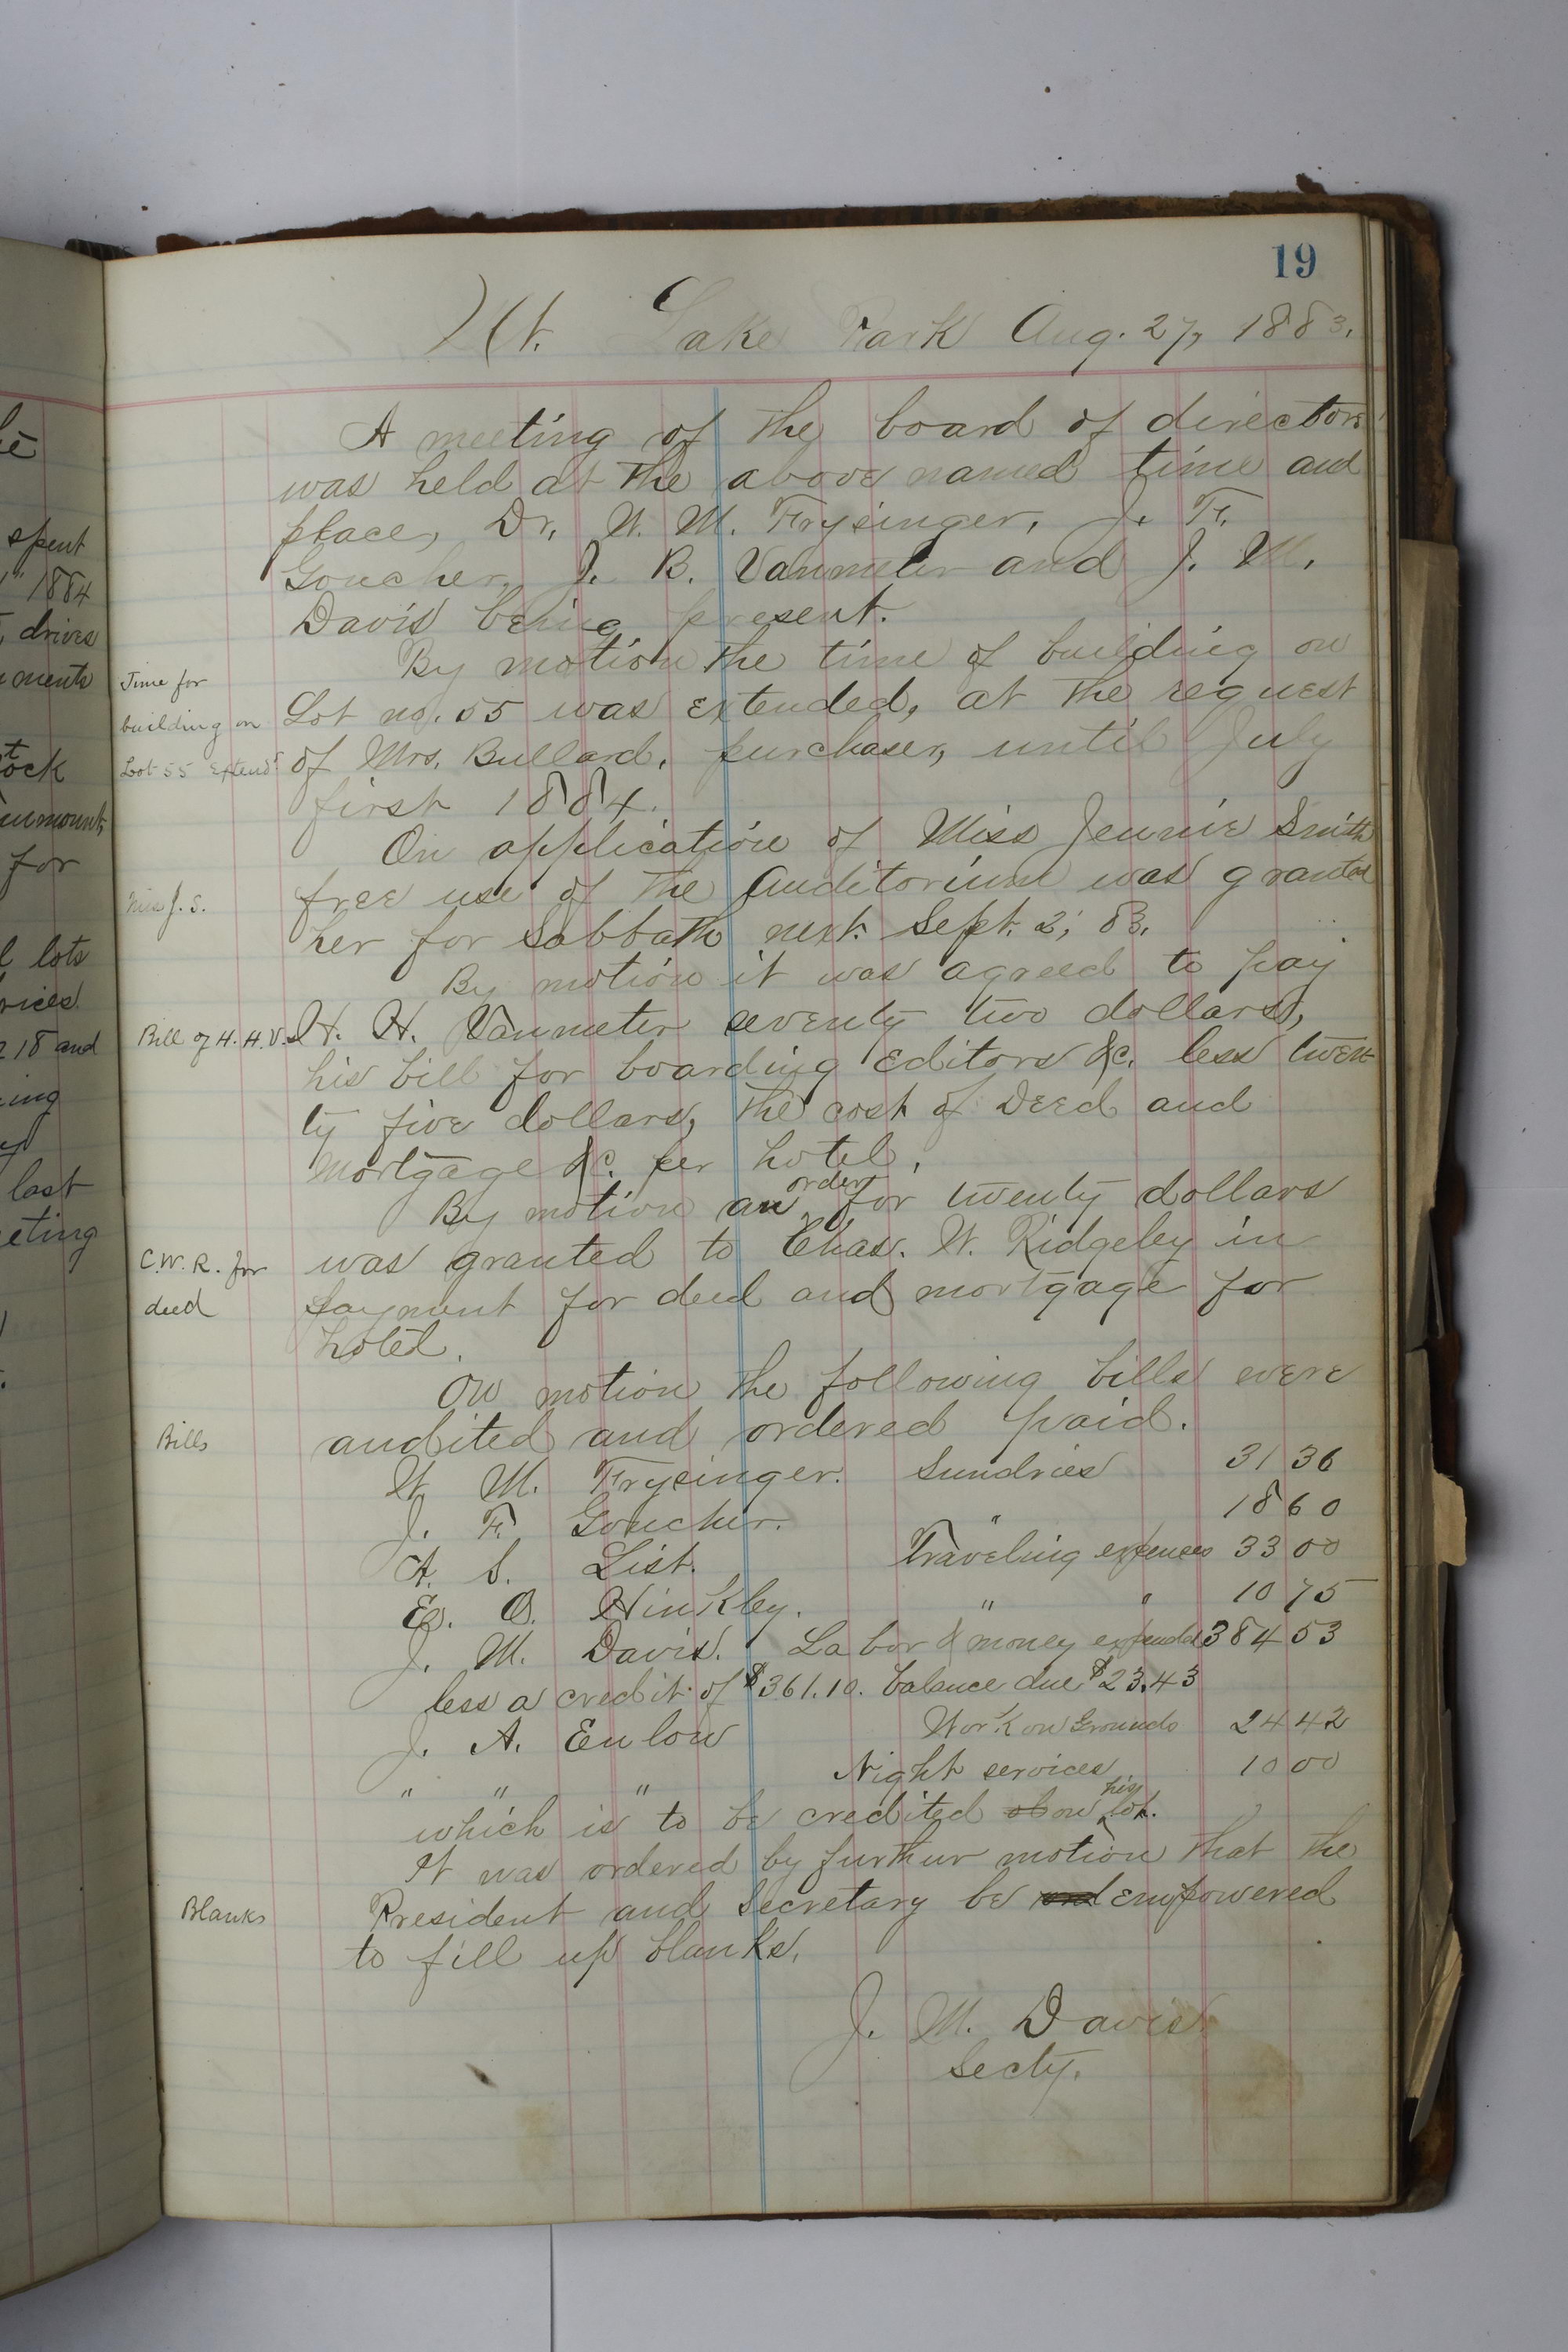 19
Mt. Lake Park Aug. 27, 1883.
A meeting of the board of directors
was held at the above named time and
place, Dr. W. M. Frysinger, J. F.
Goucher, J. B. Vanmeter and J. M.
Davis being present.
By motion the time of building on
Time for
building on
Lot 55 extend
Lot no. 55 was extended, at the request
of Mrs. Bullard, purchaser, until July
first 1884.
On application of Miss Jennie Smith
Miss J. S.
free use of the Auditorium was granted
her for Sabbath next. Sept. 2, 83.
By motion it was agreed to pay
Bill of H. H. V.
H. H. Vanmeter seventy two dollars,
his bill for boarding Editors &c. less twen
ty five dollars, the cost of Deed and
mortgage &c. per hotel.
By motion an order for twenty dollars
C. W. R. for
deed
was granted to Chas. W. Ridgeley in
payment for deed and mortgage for
hotel.
On motion the following bills were
Bills
audited and ordered paid.
W. M. Frysinger. Sundries 31 36
J. F. Goucher. " 18 60
A. S. List. Traveling expenses 33 00
E. O. Hinkley. " " 10 75
J. M. Davis. Labor & money expended 384 53
less a credit of $361.10. balance due $23.43
J. A. Enlow Work on Grounds 24 42
" " " Night services 10 00
which is to be credited on his lot.
It was ordered by further motion that the
Blanks
President and Secretary be empowered
to fill up blanks.
J. M. Davis
Secty.
spent
1884
drives
ock
for
lots
18 and
ing
last
eting